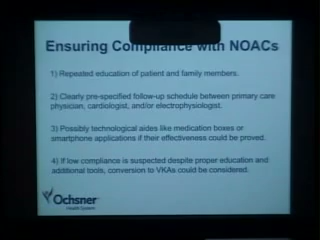 Ensuring Compliance with NOACs
1) Repeated education of patient and family members.
2) Clearly pre-specified follow-up schedule between primary care
physician, cardiologist, and/or electrophysiologist.
3) Possibly technological aides like medication boxes or
smartphone applications if their effectiveness could be proved.
4) If low compliance is suspected despite proper education and
additional tools, conversion to VKAs could be considered.
Ochsner
Health System